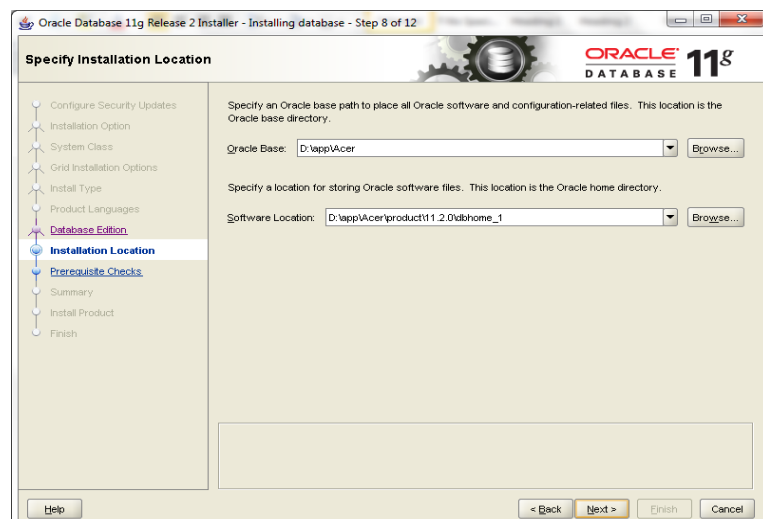 Oracle Database 11g Release 2 Installer - Installing database - Step 8 of 12
Specify Installation Location
ORACLE 11g
DATABASE
Configure Security Updates
Installation Option
System Class
Grid Installation Options
Install Type
Product Languages
Database Edition
Installation Location
Prerequisite Checks
Summary
Install Product
Finish
Specify an Oracle base path to place all Oracle software and configuration-related files. This location is the
Oracle base directory.
Oracle Base: D:\app\Acer Browse...
Specify a location for storing Oracle software files. This location is the Oracle home directory.
Software Location: D:\app\Acer\product\11.2.0\dbhome_1 Browse...
Help < Back Next > Finish Cancel